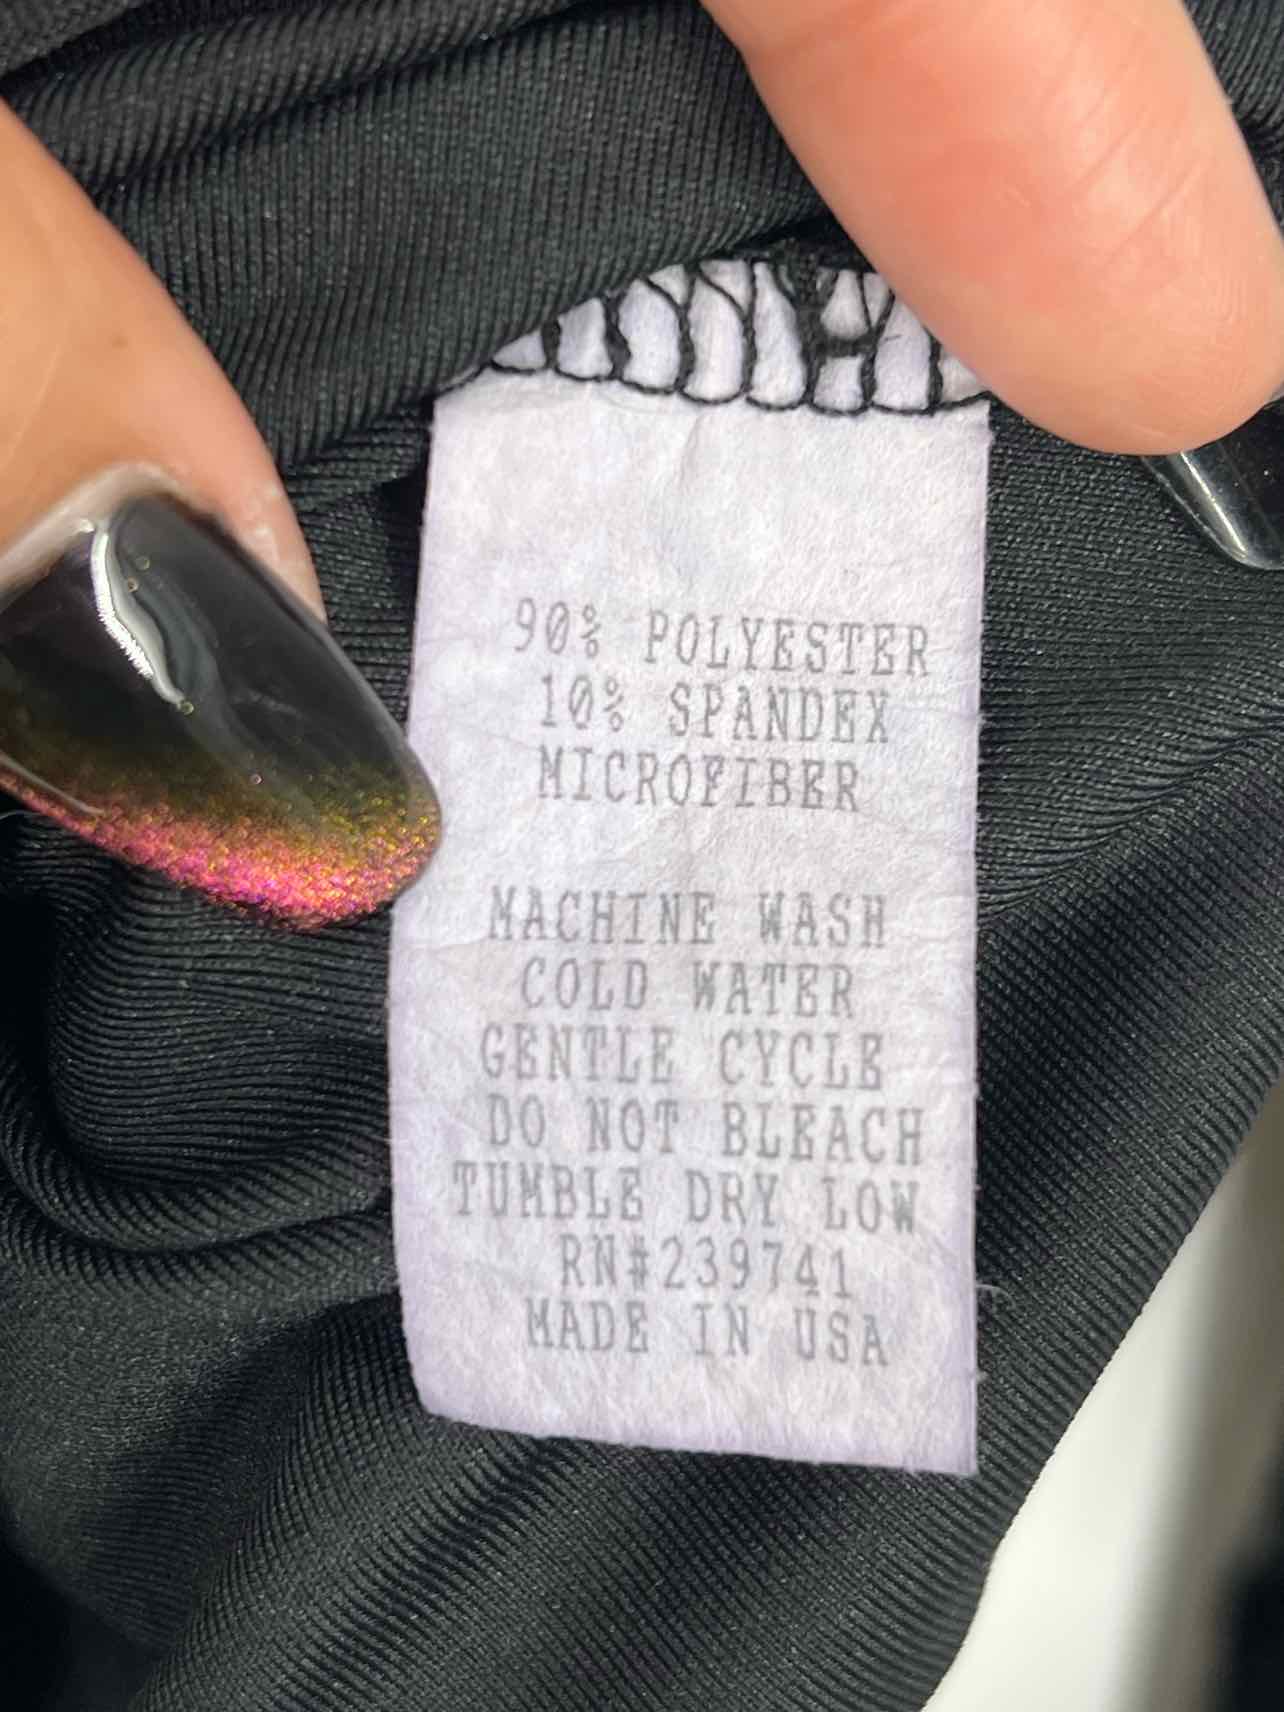 90% POLYESTER
10% SPANDEX
MICROFIBER
MACHINE WASH
COLD WATER
GENTLE CYCLE
DO NOT BLEACH
TUMBLE DRY LOW
RN#239741
MADE IN USA